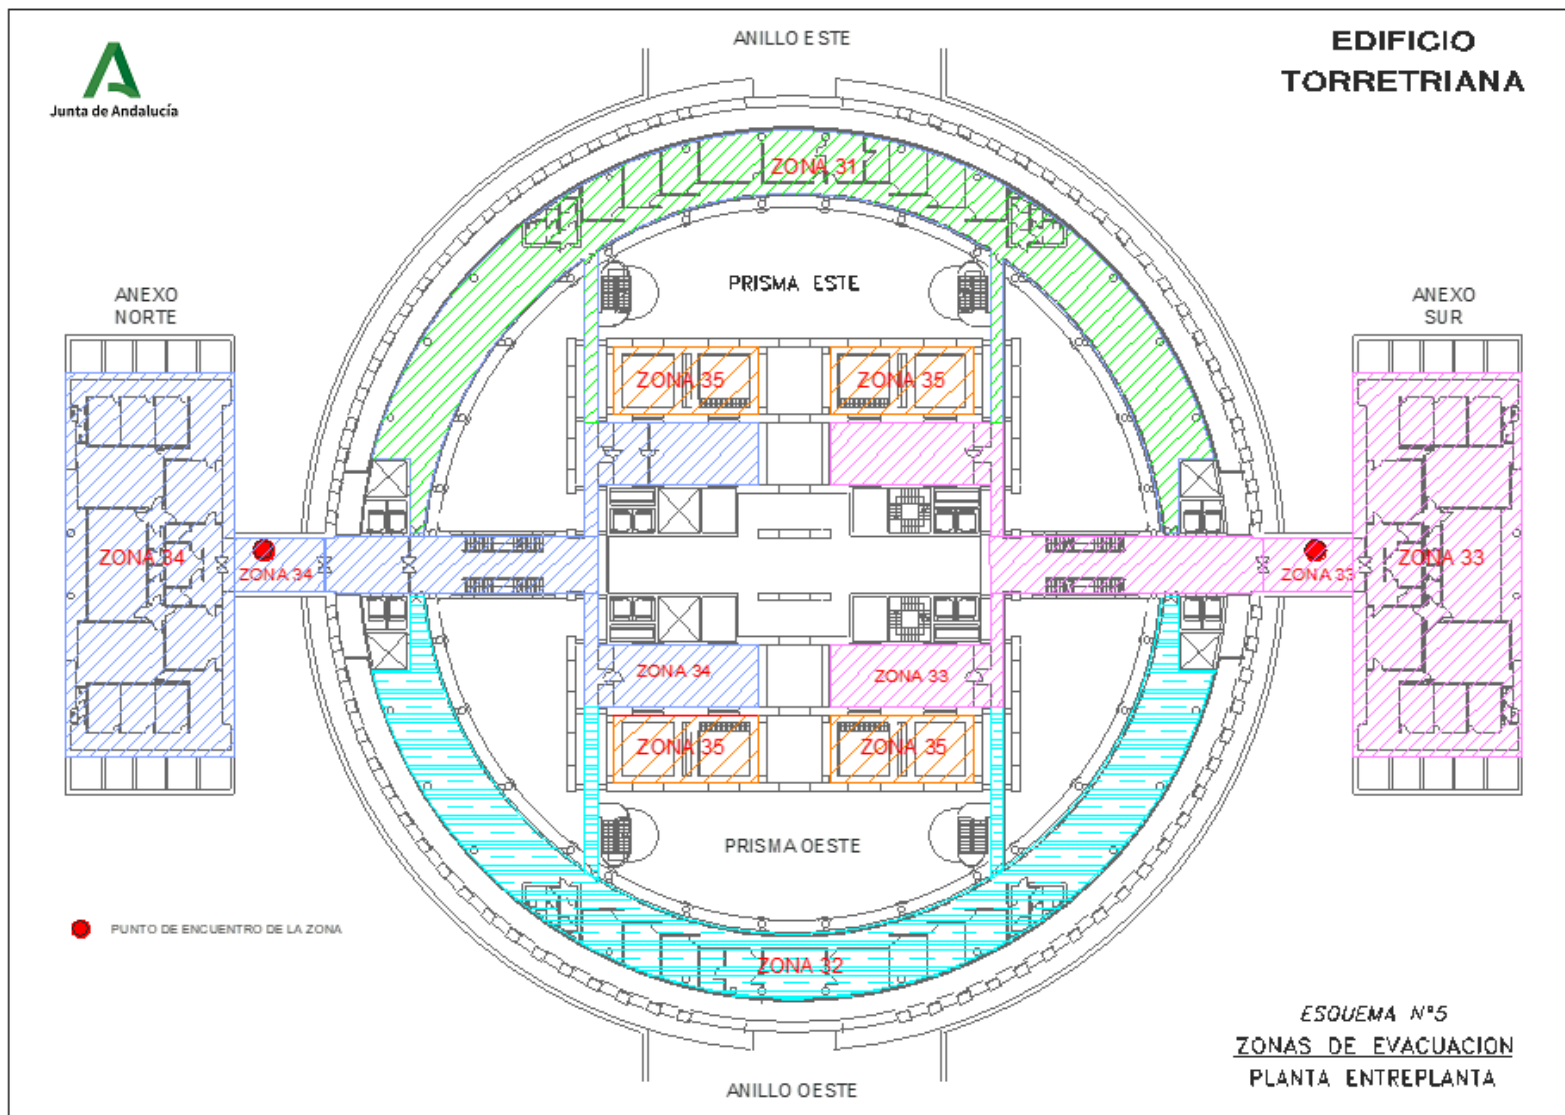 ANILLO ESTE
EDIFICIO
TORRETRIANA
Junta de Andalucía
ZONA 31
PRISMA ESTE
ANEXO
NORTE
ANEXO
SUR
ZONA 35
ZONA 35
ZONA 34
ZONA 34
ZONA 33
ZONA 33
ZONA 34
ZONA 33
ZONA 35
ZONA 35
PRISMA OESTE
PUNTO DE ENCUENTRO DE LA ZONA
ZONA 32
ESQUEMA Nº5
ZONAS DE EVACUACION
PLANTA ENTREPLANTA
ANILLO OESTE